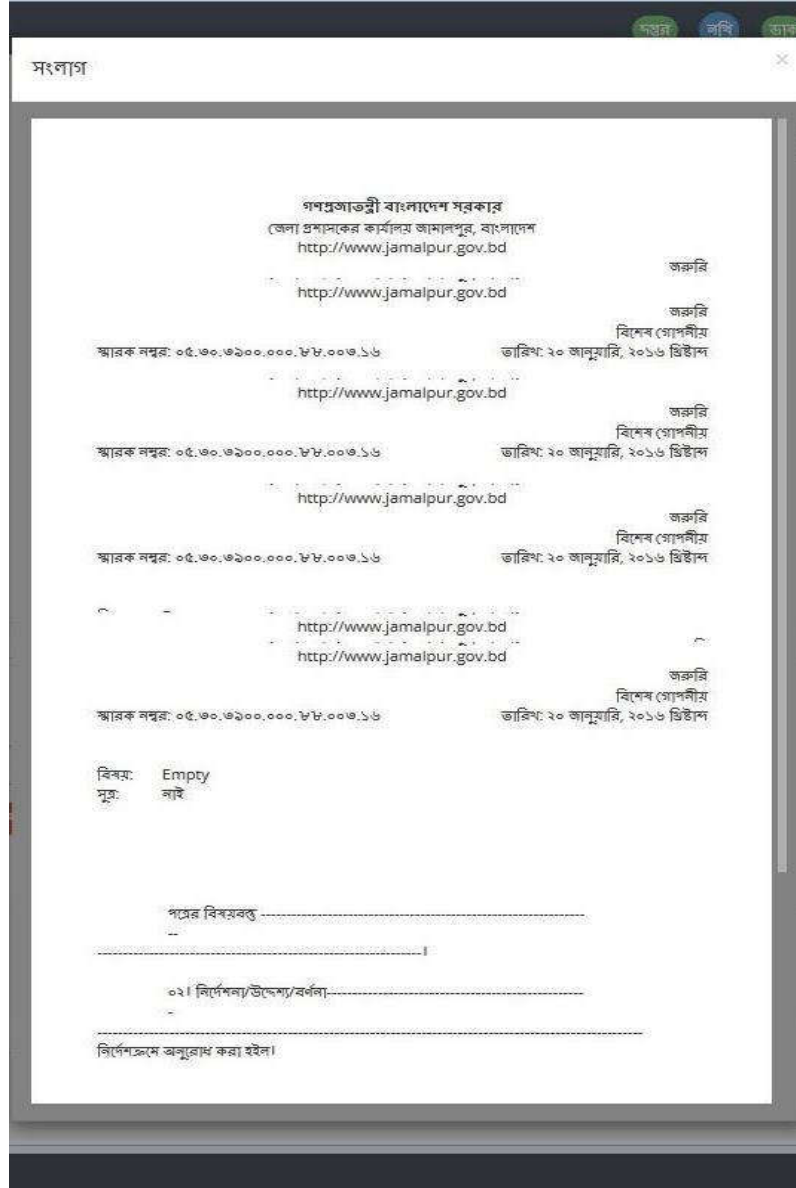 দপ্তর নথি
সংলাগ ×
গণপ্রজাতন্ত্রী বাংলাদেশ সরকার
জেলা প্রশাসকের কার্যালয় জামালপুর, বাংলাদেশ
http://www.jamalpur.gov.bd
জরুরি
http://www.jamalpur.gov.bd
জরুরি
বিশেষ গোপনীয়
স্মারক নম্বর: ০৫.৩০.৩৯০০.০০০.৮৮.০০৩.১৬ তারিখ: ২০ জানুয়ারি, ২০১৬ খ্রিষ্টাব্দ
http://www.jamalpur.gov.bd
জরুরি
বিশেষ গোপনীয়
স্মারক নম্বর: ০৫.৩০.৩৯০০.০০০.৮৮.০০৩.১৬ তারিখ: ২০ জানুয়ারি, ২০১৬ খ্রিষ্টাব্দ
http://www.jamalpur.gov.bd
জরুরি
বিশেষ গোপনীয়
স্মারক নম্বর: ০৫.৩০.৩৯০০.০০০.৮৮.০০৩.১৬ তারিখ: ২০ জানুয়ারি, ২০১৬ খ্রিষ্টাব্দ
http://www.jamalpur.gov.bd
http://www.jamalpur.gov.bd
জরুরি
বিশেষ গোপনীয়
স্মারক নম্বর: ০৫.৩০.৩৯০০.০০০.৮৮.০০৩.১৬ তারিখ: ২০ জানুয়ারি, ২০১৬ খ্রিষ্টাব্দ
বিষয়: Empty
সূত্র: নাই
পত্রের বিষয়বস্তু ------------------------------------------------------------------
--
------------------------------------------------------------------।
০২। নির্দেশনা/উদ্দেশ্য/বর্ণনা----------------------------------------------------
-
----------------------------------------------------------------------------------------------------------------
নির্দেশক্রমে অনুরোধ করা হইল।